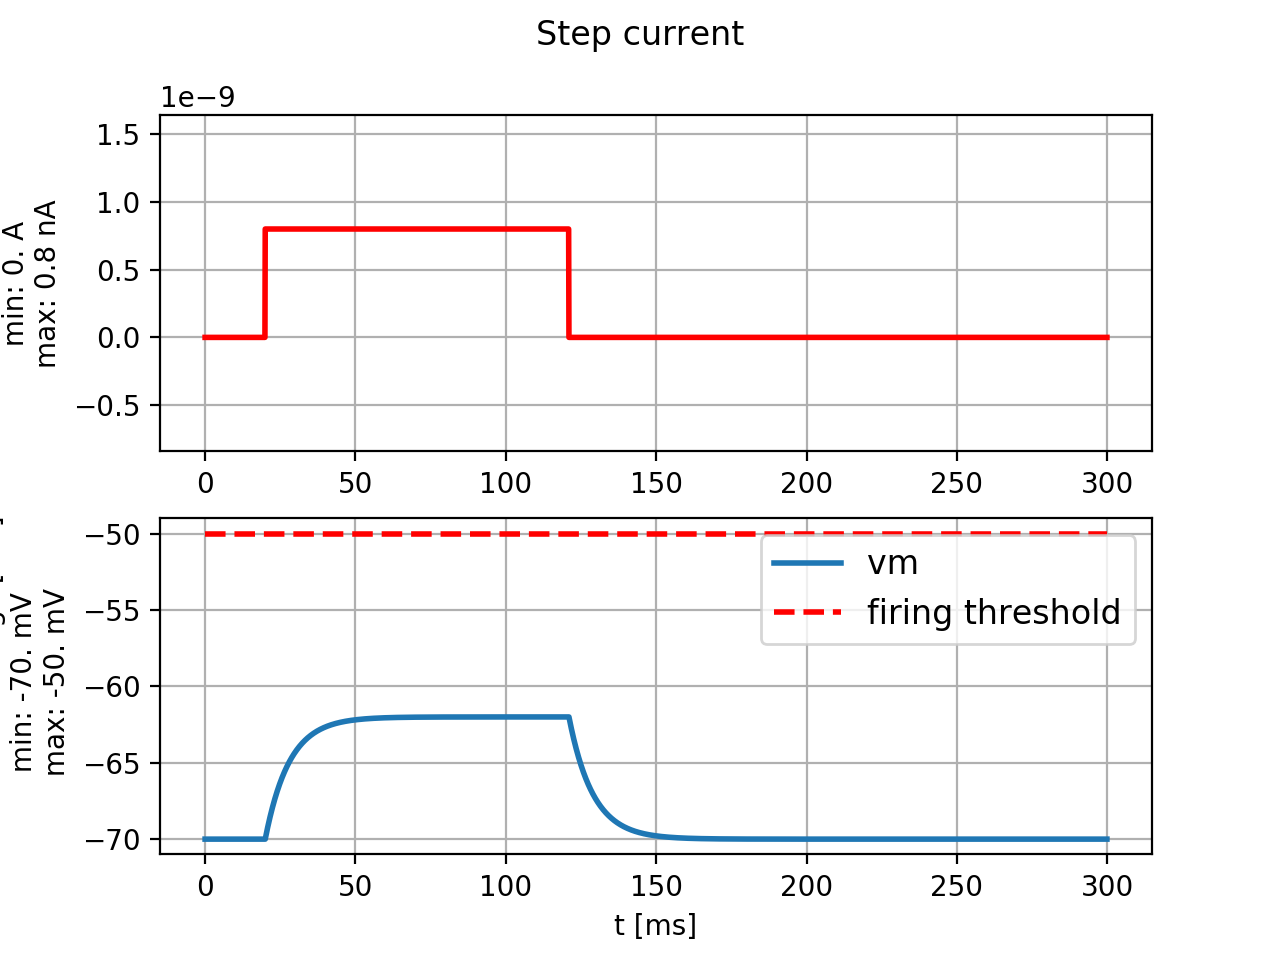 Step current
1e−9
1.5
1.0
0.5
0.0
−0.5
min: 0. A
max: 0.8 nA
0 50 100 150 200 250 300
−50
−55
−60
−65
−70
min: -70. mV
max: -50. mV
vm
firing threshold
0 50 100 150 200 250 300
t [ms]